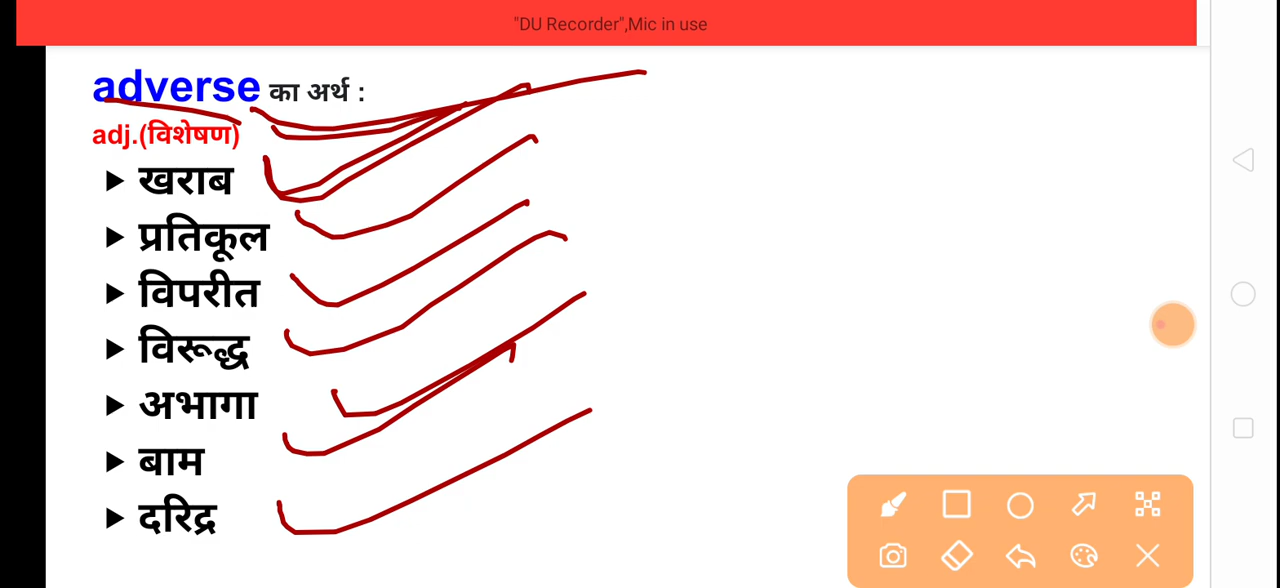 "DU Recorder",Mic in use
adverse का अर्थ :
adj.(विशेषण)
► खराब
► प्रतिकूल
► विपरीत
► विरूद्ध
► अभागा
► बाम
► दरिद्र